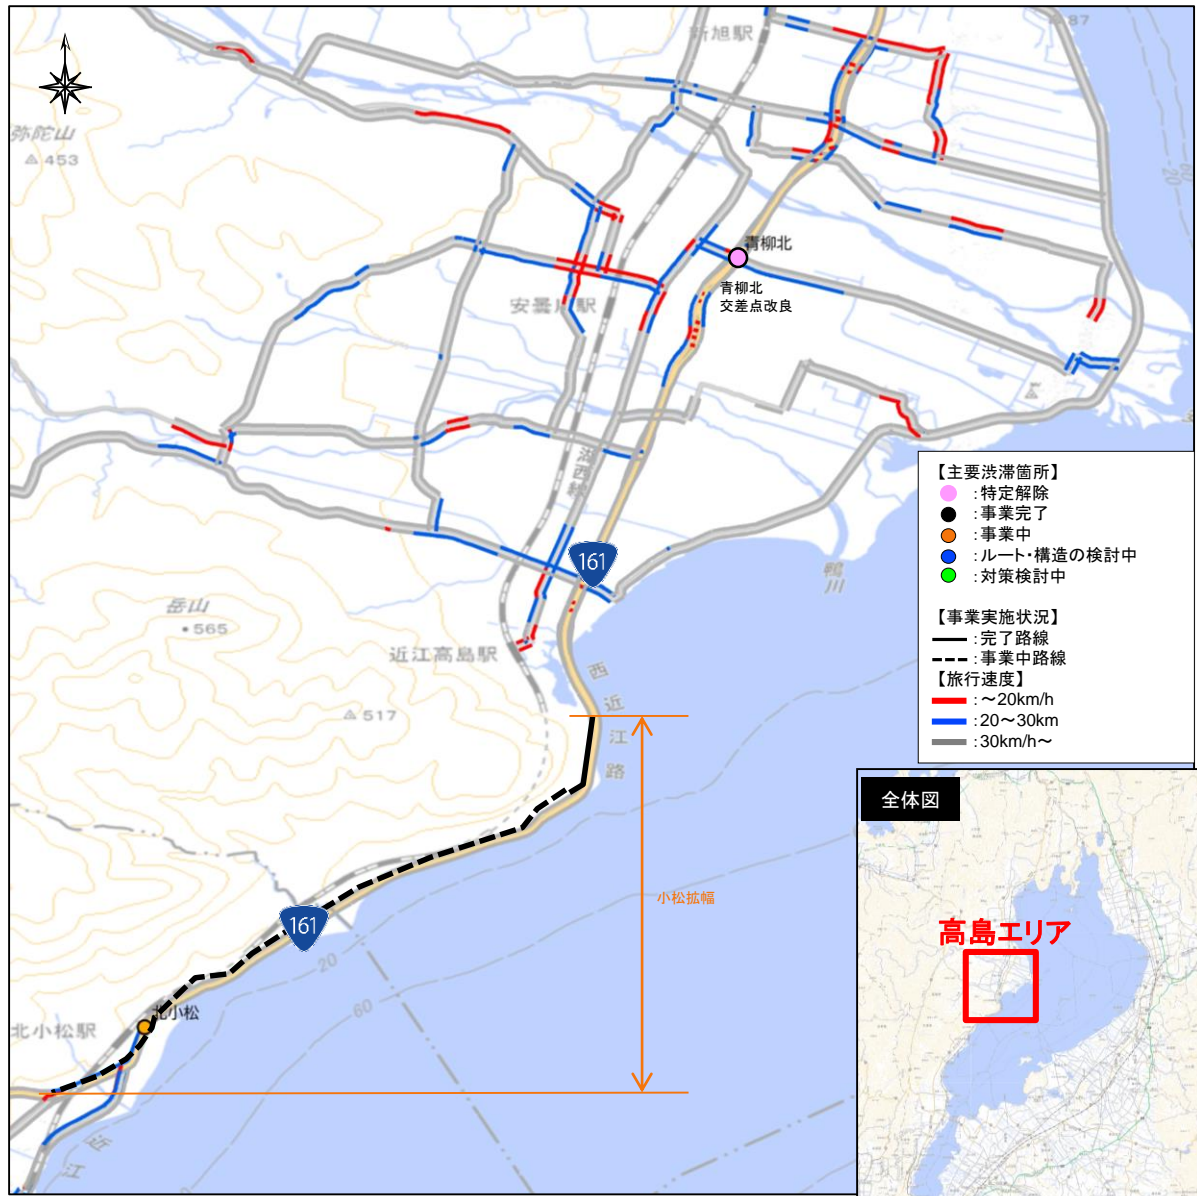 新旭駅
87
弥陀山
453
青柳北
青柳北
交差点改良
安曇川駅
湖西線
【主要渋滞箇所】
：特定解除
：事業完了
：事業中
：ルート・構造の検討中
：対策検討中
【事業実施状況】
：完了路線
：事業中路線
【旅行速度】
：～20km/h
：20～30km
：30km/h～
161
鴨川
岳山
565
近江高島駅
西近江路
517
全体図
小松拡幅
161
高島エリア
20
60
北小松
北小松駅
近江